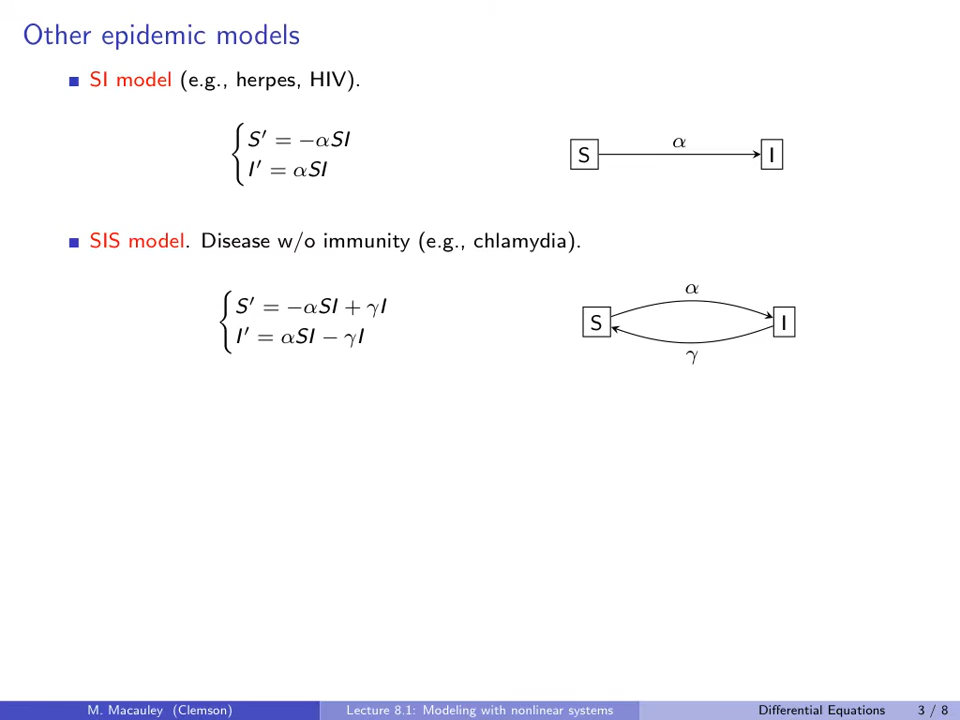 Other epidemic models
SI model (e.g., herpes, HIV).
S′ = −αSI
I′ = αSI
S α I
SIS model. Disease w/o immunity (e.g., chlamydia).
S′ = −αSI + γI
I′ = αSI − γI
α
S I
γ
M. Macauley (Clemson) Lecture 8.1: Modeling with nonlinear systems Differential Equations 3 / 8